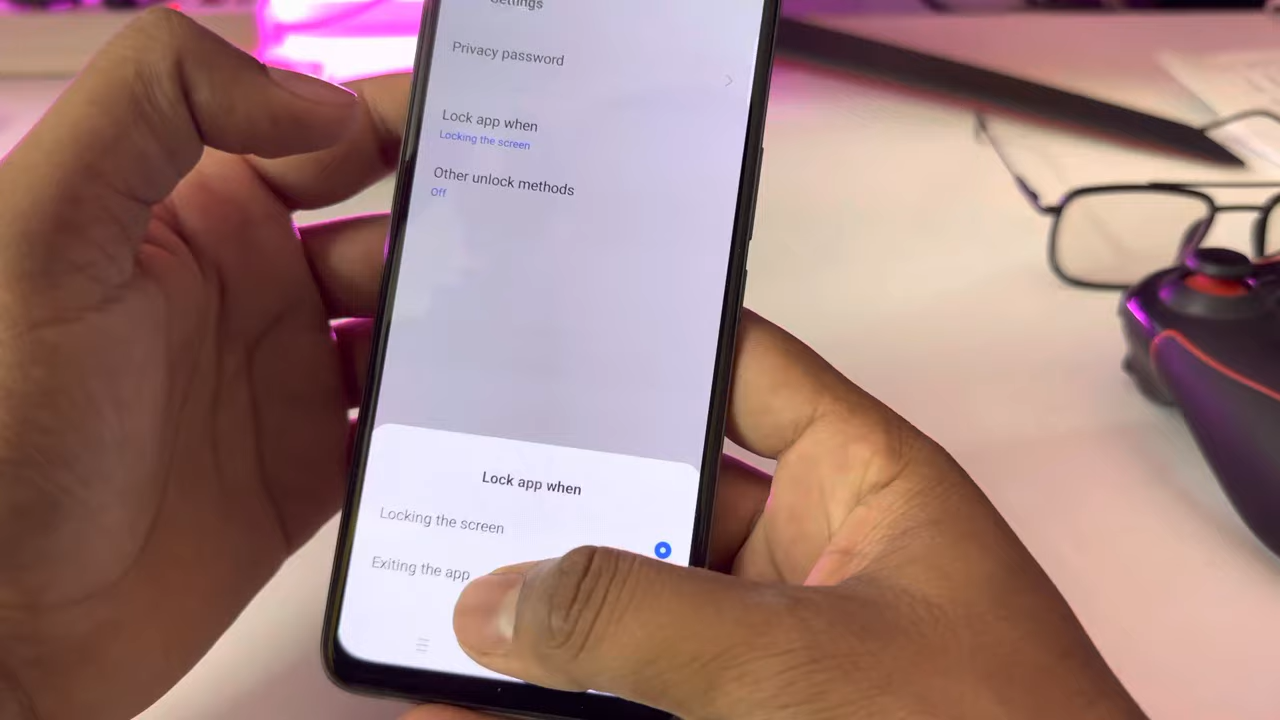 Settings
Privacy password
Lock app when
Locking the screen
Other unlock methods
Off
Lock app when
Locking the screen
Exiting the app